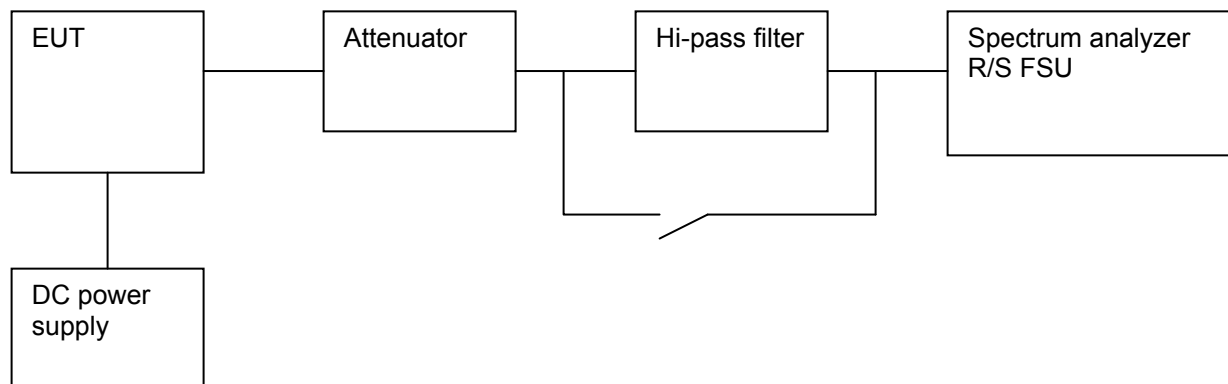 EUT
Attenuator
Hi-pass filter
Spectrum analyzer
R/S FSU
DC power
supply